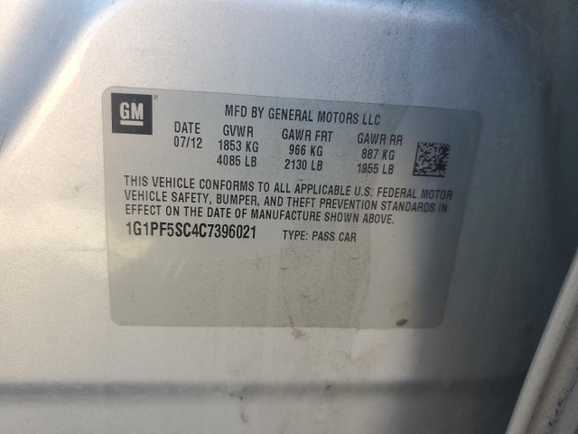 GM
MFD BY GENERAL MOTORS LLC
DATE GVWR GAWR FRT GAWR RR
07/12 1853 KG 966 KG 887 KG
4085 LB 2130 LB 1955 LB
THIS VEHICLE CONFORMS TO ALL APPLICABLE U.S. FEDERAL MOTOR
VEHICLE SAFETY, BUMPER, AND THEFT PREVENTION STANDARDS IN
EFFECT ON THE DATE OF MANUFACTURE SHOWN ABOVE.
1G1PF5SC4C7396021 TYPE: PASS CAR